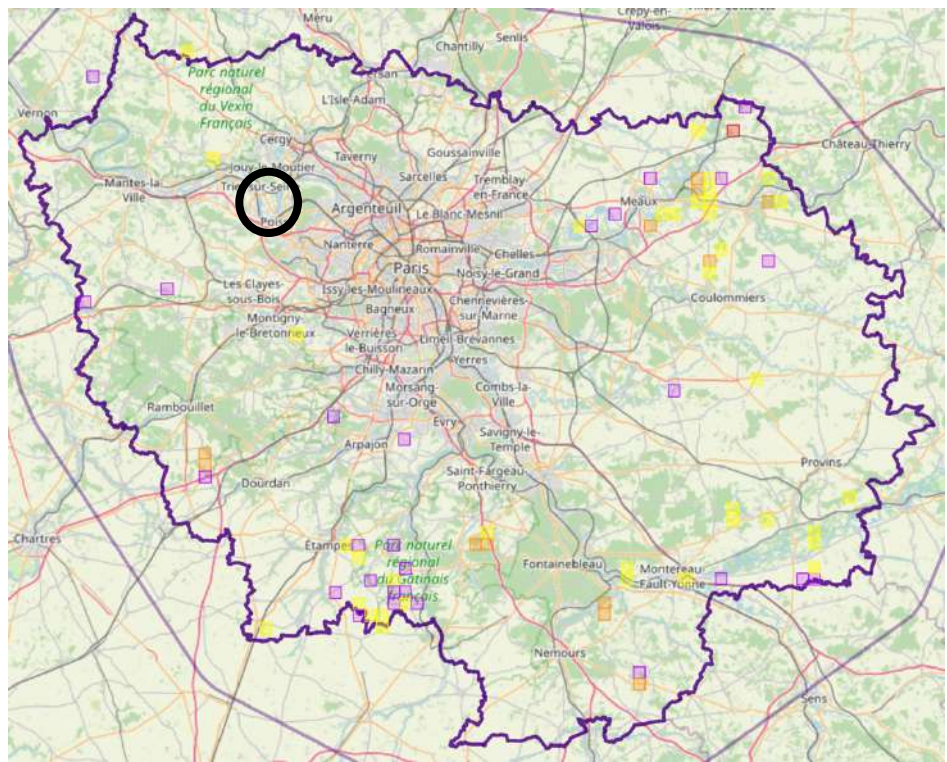 Méru
Crépy-en-
Valois
Senlis
Chantilly
Persan
Parc naturel
régional
du Vexin
Français
L'Isle-Adam
Vernon
Cergy
Taverny
Goussainville
Château-Thierry
Jouy-le-Moutier
Sarcelles
Tremblay-
en-France
Mantes-la-
Ville
Triel-sur-Sei
Meaux
Argenteuil
Le Blanc-Mesnil
Poiss
Nanterre
Romainville
Chelles
Paris
Noisy-le-Grand
Les Clayes-
sous-Bois
Issy-les-Moulineaux
Chennevières-
sur-Marne
Coulommiers
Bagneux
Montigny-
le-Bretonneux
Verrières-
le-Buisson
Limeil-Brévannes
Yerres
Chilly-Mazarin
Morsang-
sur-Orge
Combs-la-
Ville
Rambouillet
Evry
Savigny-le-
Temple
Arpajon
Provins
Saint-Fargeau-
Ponthierry
Dourdan
Chartres
Étampes
Parc naturel
régional
du Gâtinais
français
Fontainebleau
Montereau-
Fault-Yonne
Nemours
Sens